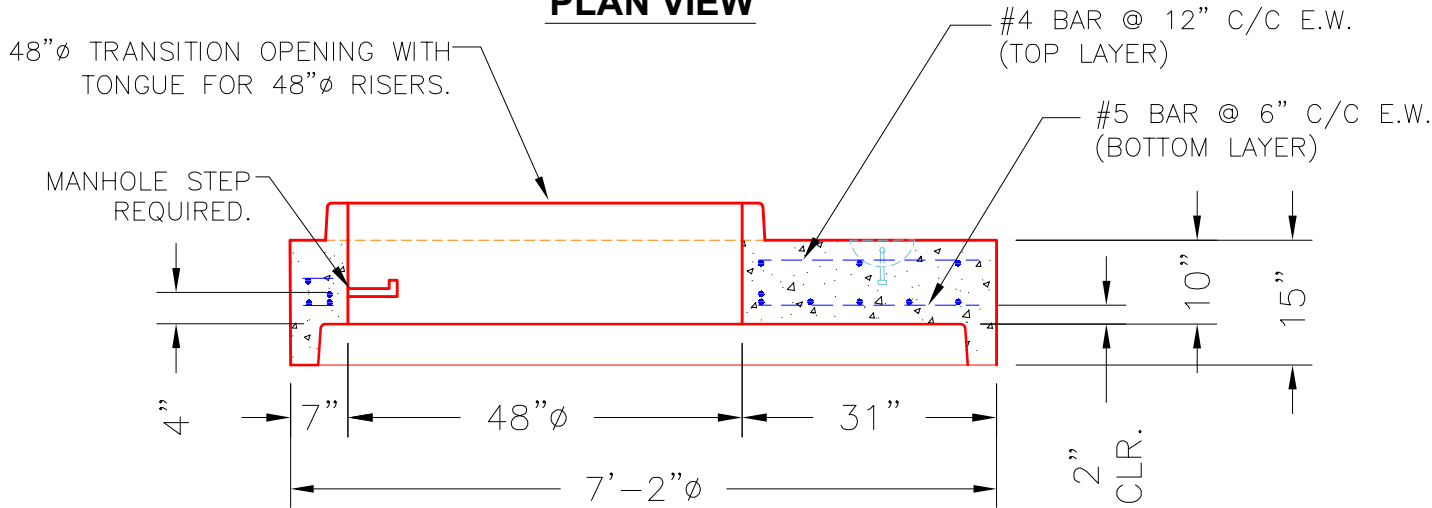 PLAN VIEW
48"ø TRANSITION OPENING WITH
TONGUE FOR 48"ø RISERS.
#4 BAR @ 12" C/C E.W.
(TOP LAYER)
#5 BAR @ 6" C/C E.W.
(BOTTOM LAYER)
MANHOLE STEP
REQUIRED.
4"
7"
48"ø
31"
2"
CLR.
10"
15"
7'-2"ø